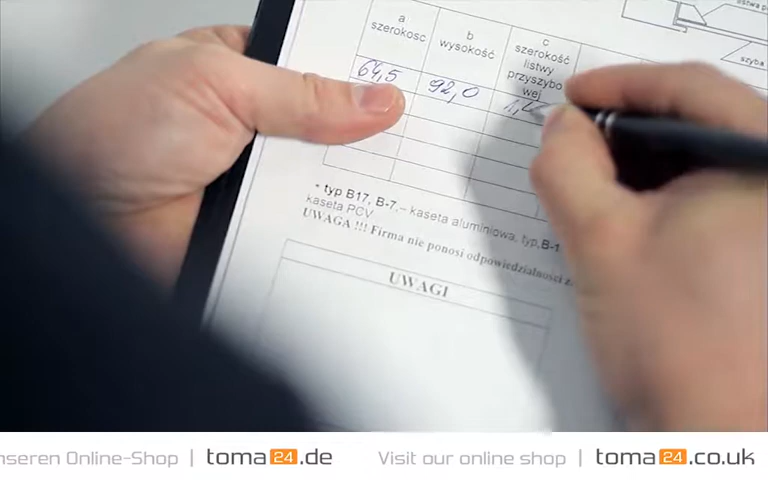 a
szerokosc
b
wysokość
c
szerokość
listwy
przyszybo
wej
64,5
92,0
szyba
* typ B17, B-7,– kaseta aluminiowa, typ,B-1
kaseta PCV
UWAGA !!! Firma nie ponosi odpowiedzialności z
UWAGI
nseren Online-Shop | toma24.de
Visit our online shop | toma24.co.uk